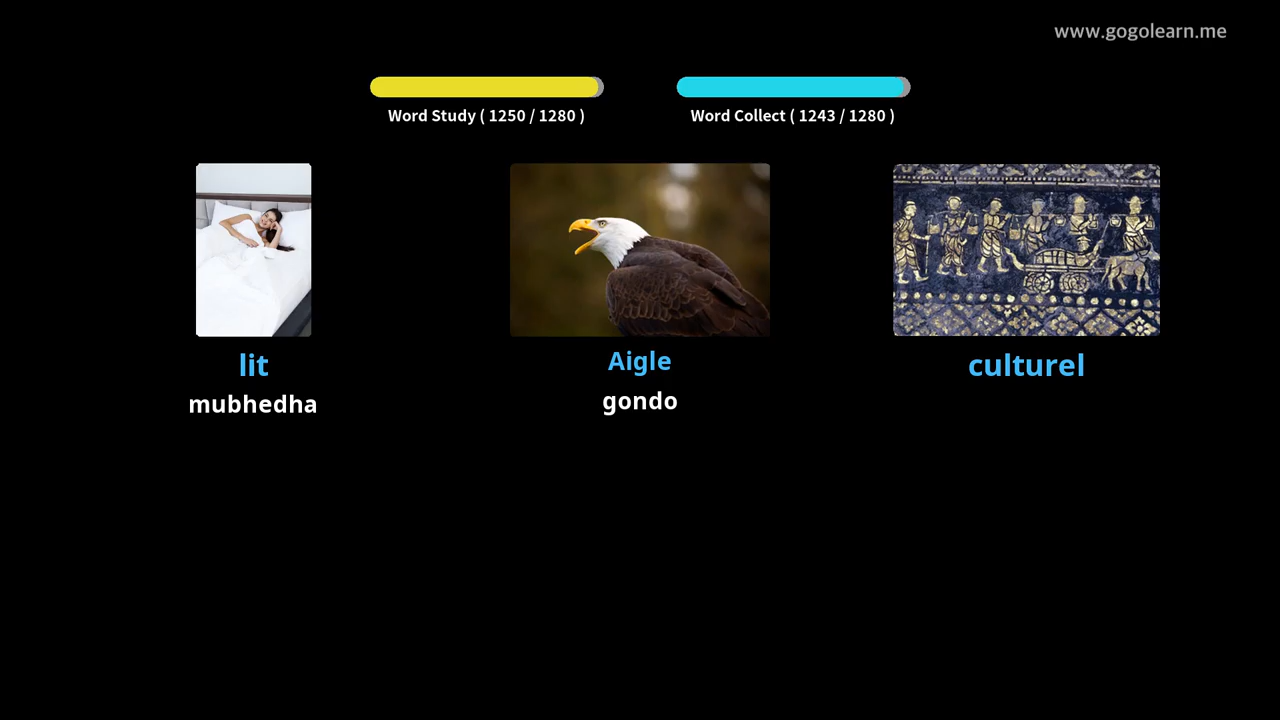 www.gogolearn.me
Word Study ( 1250 / 1280 )
Word Collect ( 1243 / 1280 )
lit
mubhedha
Aigle
gondo
culturel